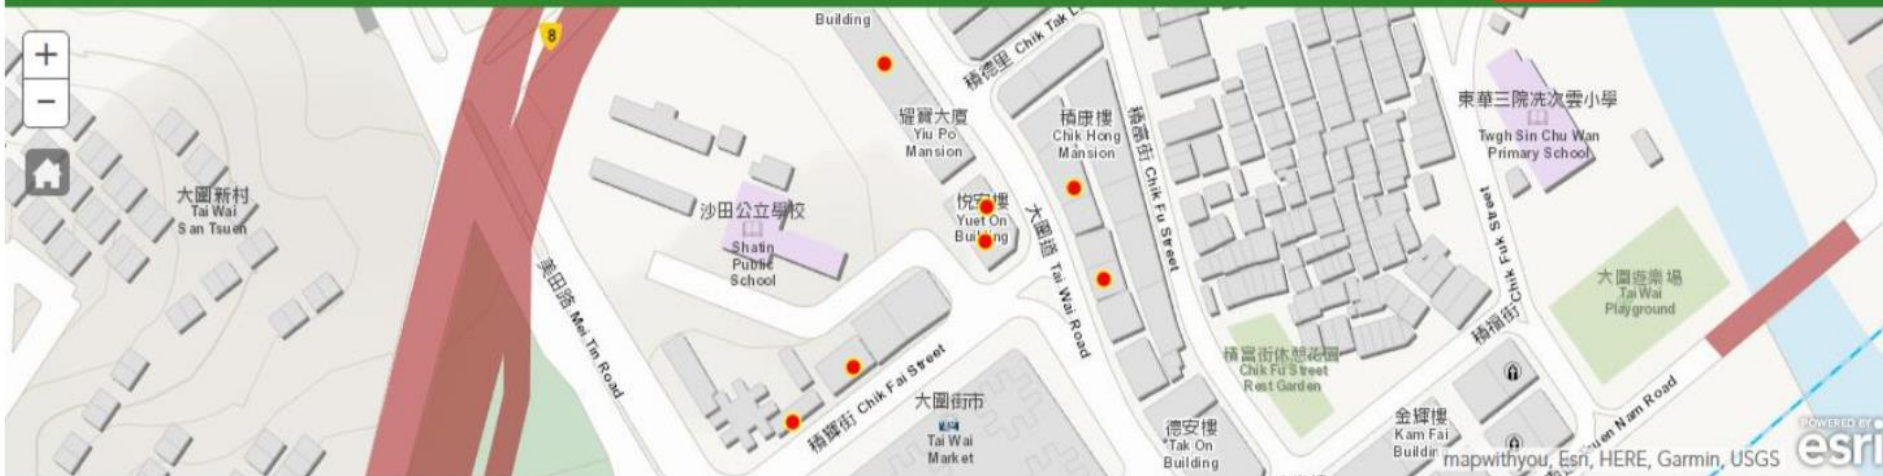 Building
8
+
−
積德里 Chik Tak L
東華三院冼次雲小學
Twgh Sin Chu Wan
Primary School
耀寶大廈
Yiu Po
Mansion
積康樓
Chik Hong
Mansion
積富街 Chik Fu Street
大圍新村
Tai Wai
San Tsuen
沙田公立學校
Shatin
Public
School
悅安樓
Yuet On
Building
大圍道 Tai Wai Road
積福街 Chik Fuk Street
大圍遊樂場
Tai Wai
Playground
美田路 Mei Tin Road
積富街休憩花園
Chik Fu Street
Rest Garden
積輝街 Chik Fai Street
大圍街市
Tai Wai
Market
德安樓
Tak On
Building
金輝樓
Kam Fai
Buildin
uen Nam Road
mapwithyou, Esri, HERE, Garmin, USGS
POWERED BY
esri